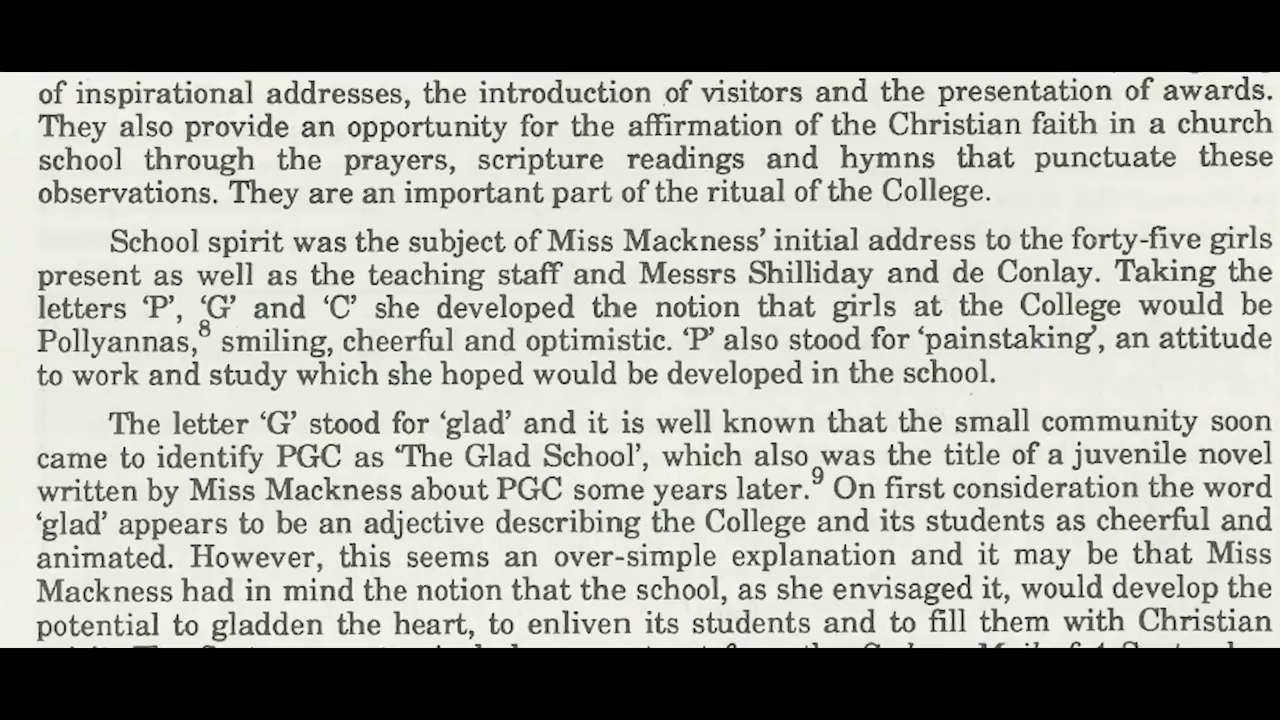 of inspirational addresses, the introduction of visitors and the presentation of awards.
They also provide an opportunity for the affirmation of the Christian faith in a church
school through the prayers, scripture readings and hymns that punctuate these
observations. They are an important part of the ritual of the College.
School spirit was the subject of Miss Mackness' initial address to the forty-five girls
present as well as the teaching staff and Messrs Shilliday and de Conlay. Taking the
letters 'P', 'G' and 'C' she developed the notion that girls at the College would be
Pollyannas,8 smiling, cheerful and optimistic. 'P' also stood for 'painstaking', an attitude
to work and study which she hoped would be developed in the school.
The letter 'G' stood for 'glad' and it is well known that the small community soon
came to identify PGC as 'The Glad School', which also was the title of a juvenile novel
written by Miss Mackness about PGC some years later.9 On first consideration the word
'glad' appears to be an adjective describing the College and its students as cheerful and
animated. However, this seems an over-simple explanation and it may be that Miss
Mackness had in mind the notion that the school, as she envisaged it, would develop the
potential to gladden the heart, to enliven its students and to fill them with Christian